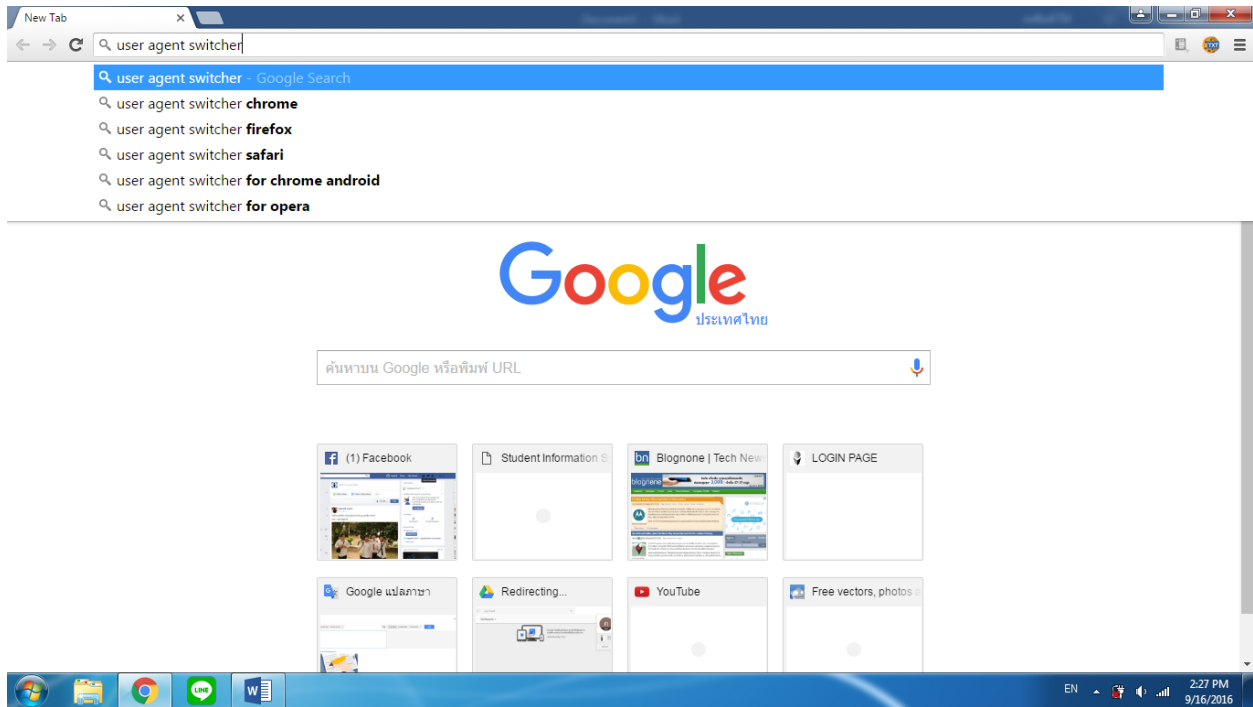 New Tab
user agent switcher
user agent switcher - Google Search
user agent switcher chrome
user agent switcher firefox
user agent switcher safari
user agent switcher for chrome android
user agent switcher for opera
Google
ประเทศไทย
ค้นหาบน Google หรือพิมพ์ URL
(1) Facebook
Student Information S
bn Blognone | Tech New
LOGIN PAGE
blognone
Google แปลภาษา
Redirecting...
YouTube
Free vectors, photos a
LINE
W
EN
2:27 PM
9/16/2016